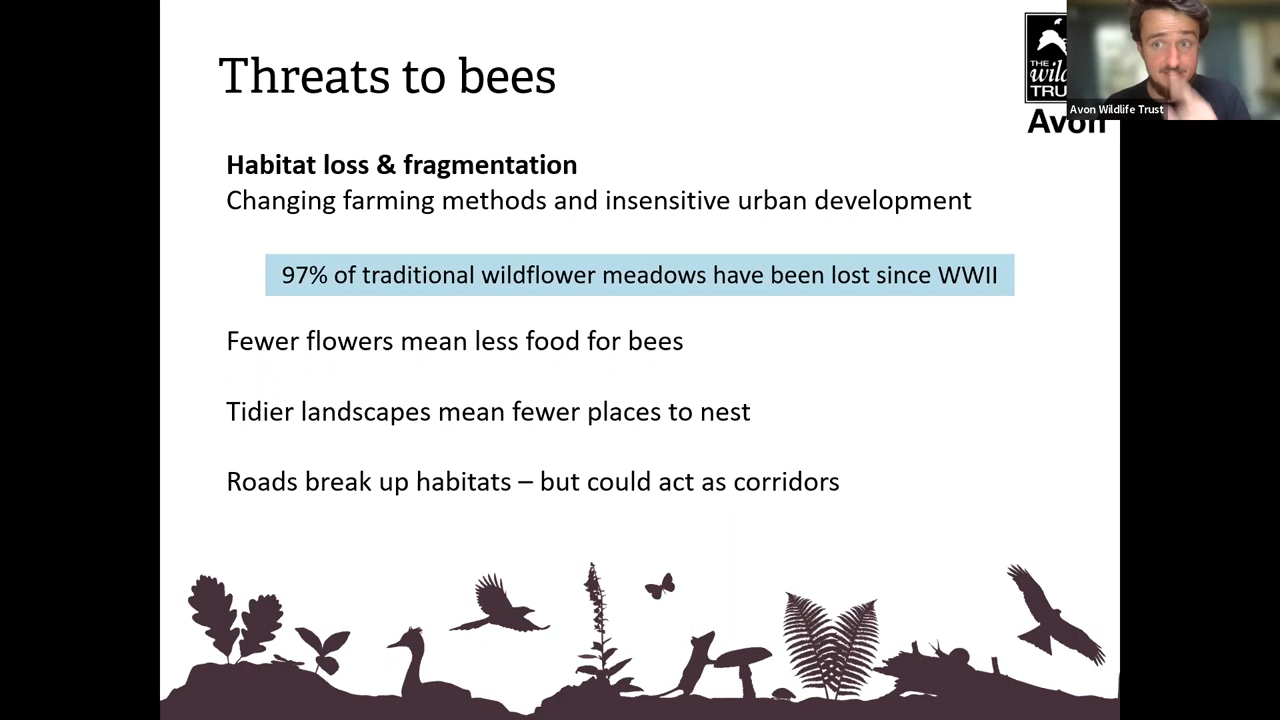 Threats to bees
THE
wild
TRU
Avon
Avon Wildlife Trust
Habitat loss & fragmentation
Changing farming methods and insensitive urban development
97% of traditional wildflower meadows have been lost since WWII
Fewer flowers mean less food for bees
Tidier landscapes mean fewer places to nest
Roads break up habitats – but could act as corridors